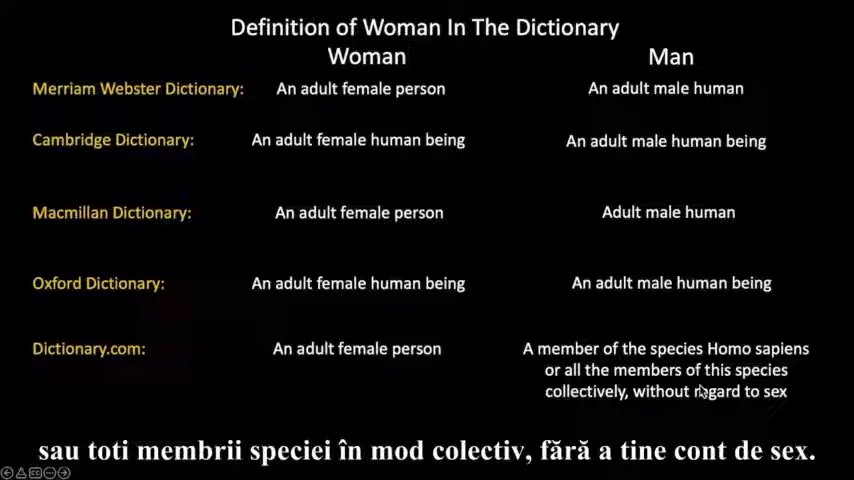 Definition of Woman In The Dictionary
Woman Man
Merriam Webster Dictionary: An adult female person An adult male human
Cambridge Dictionary: An adult female human being An adult male human being
Macmillan Dictionary: An adult female person Adult male human
Oxford Dictionary: An adult female human being An adult male human being
Dictionary.com: An adult female person A member of the species Homo sapiens
or all the members of this species
collectively, without regard to sex
sau toti membrii speciei în mod colectiv, fără a tine cont de sex.